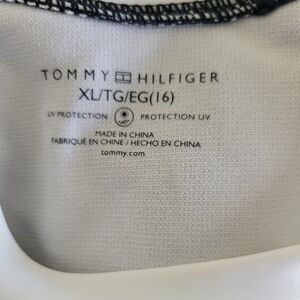 TOMMY HILFIGER
XL/TG/EG(16)
UV PROTECTION PROTECTION UV
MADE IN CHINA
FABRIQUÉ EN CHINE / HECHO EN CHINA
tommy.com